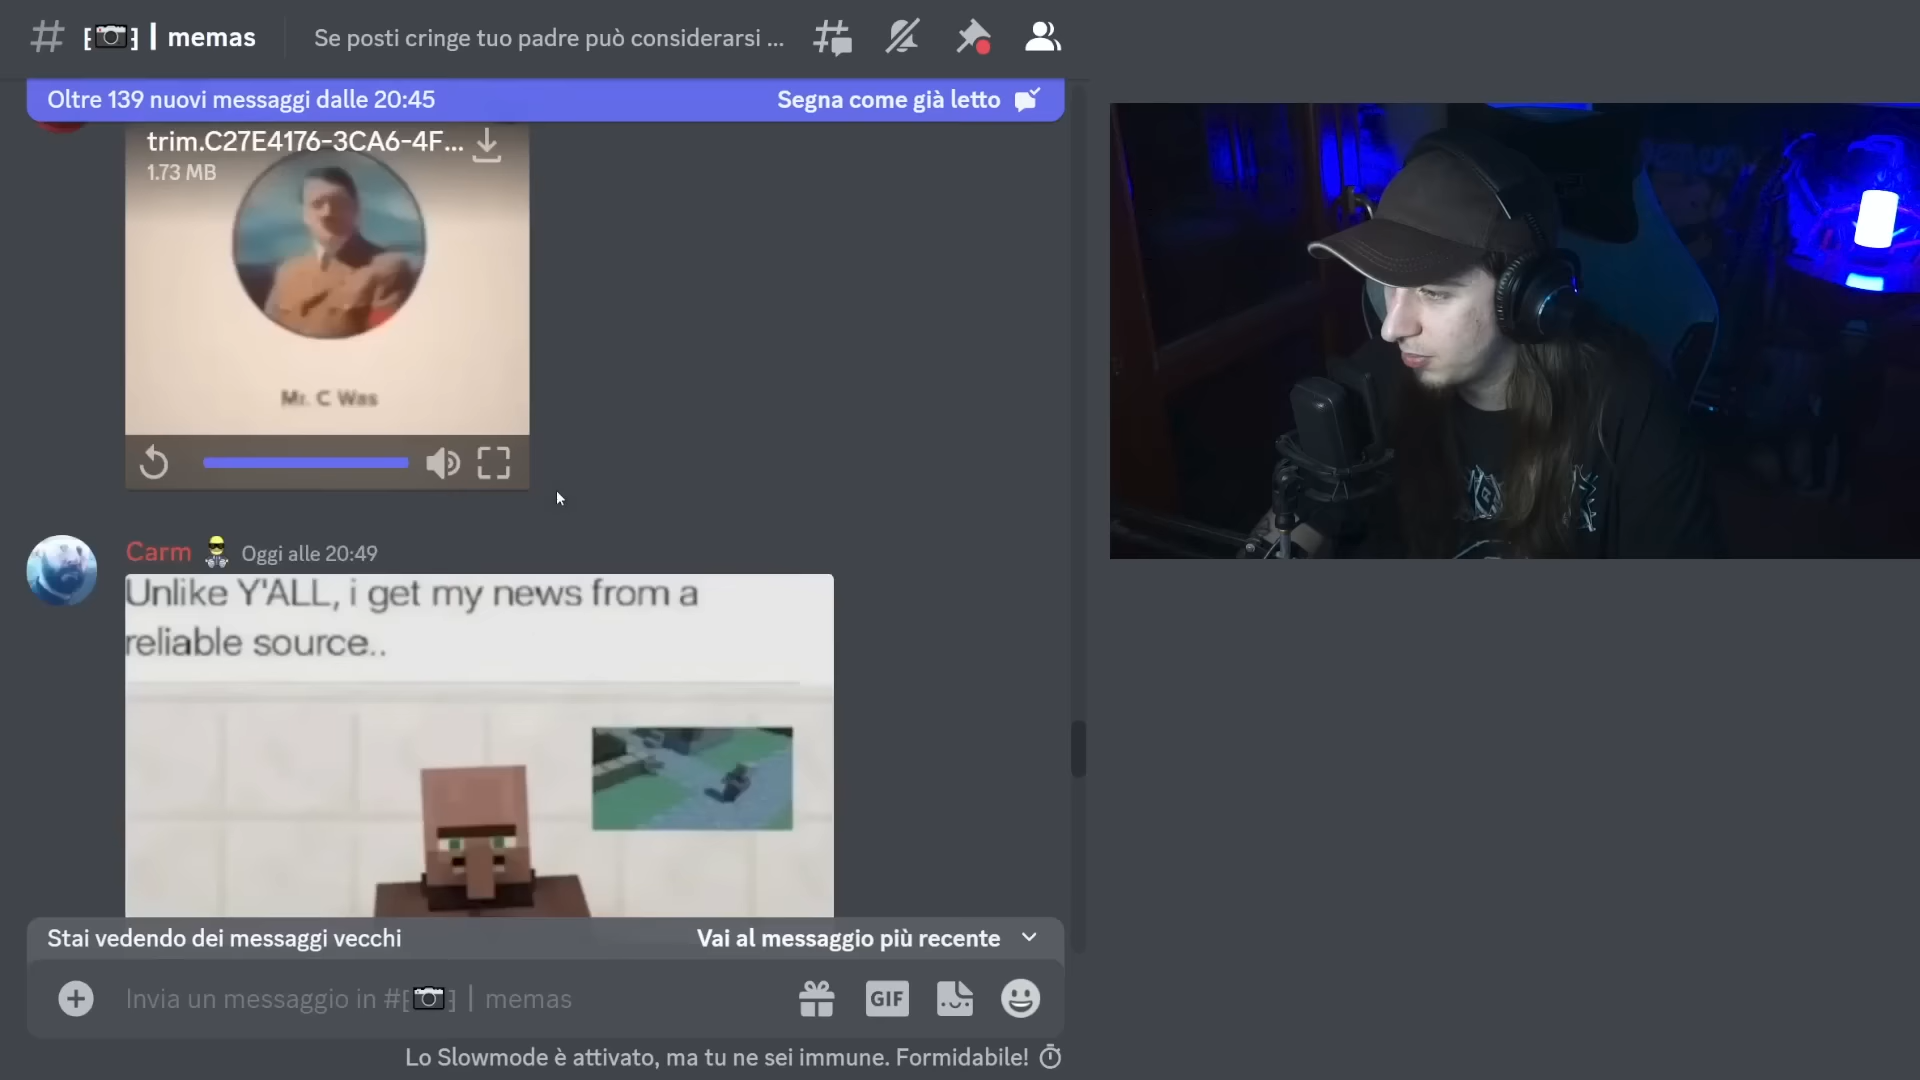 memas
Se posti cringe tuo padre può considerarsi ...
Oltre 139 nuovi messaggi dalle 20:45
Segna come già letto
trim.C27E4176-3CA6-4F...
1.73 MB
Mr. C Was
Carm Oggi alle 20:49
Unlike Y'ALL, i get my news from a
reliable source..
Stai vedendo dei messaggi vecchi
Vai al messaggio più recente
Invia un messaggio in #[📷] | memas
GIF
Lo Slowmode è attivato, ma tu ne sei immune. Formidabile!